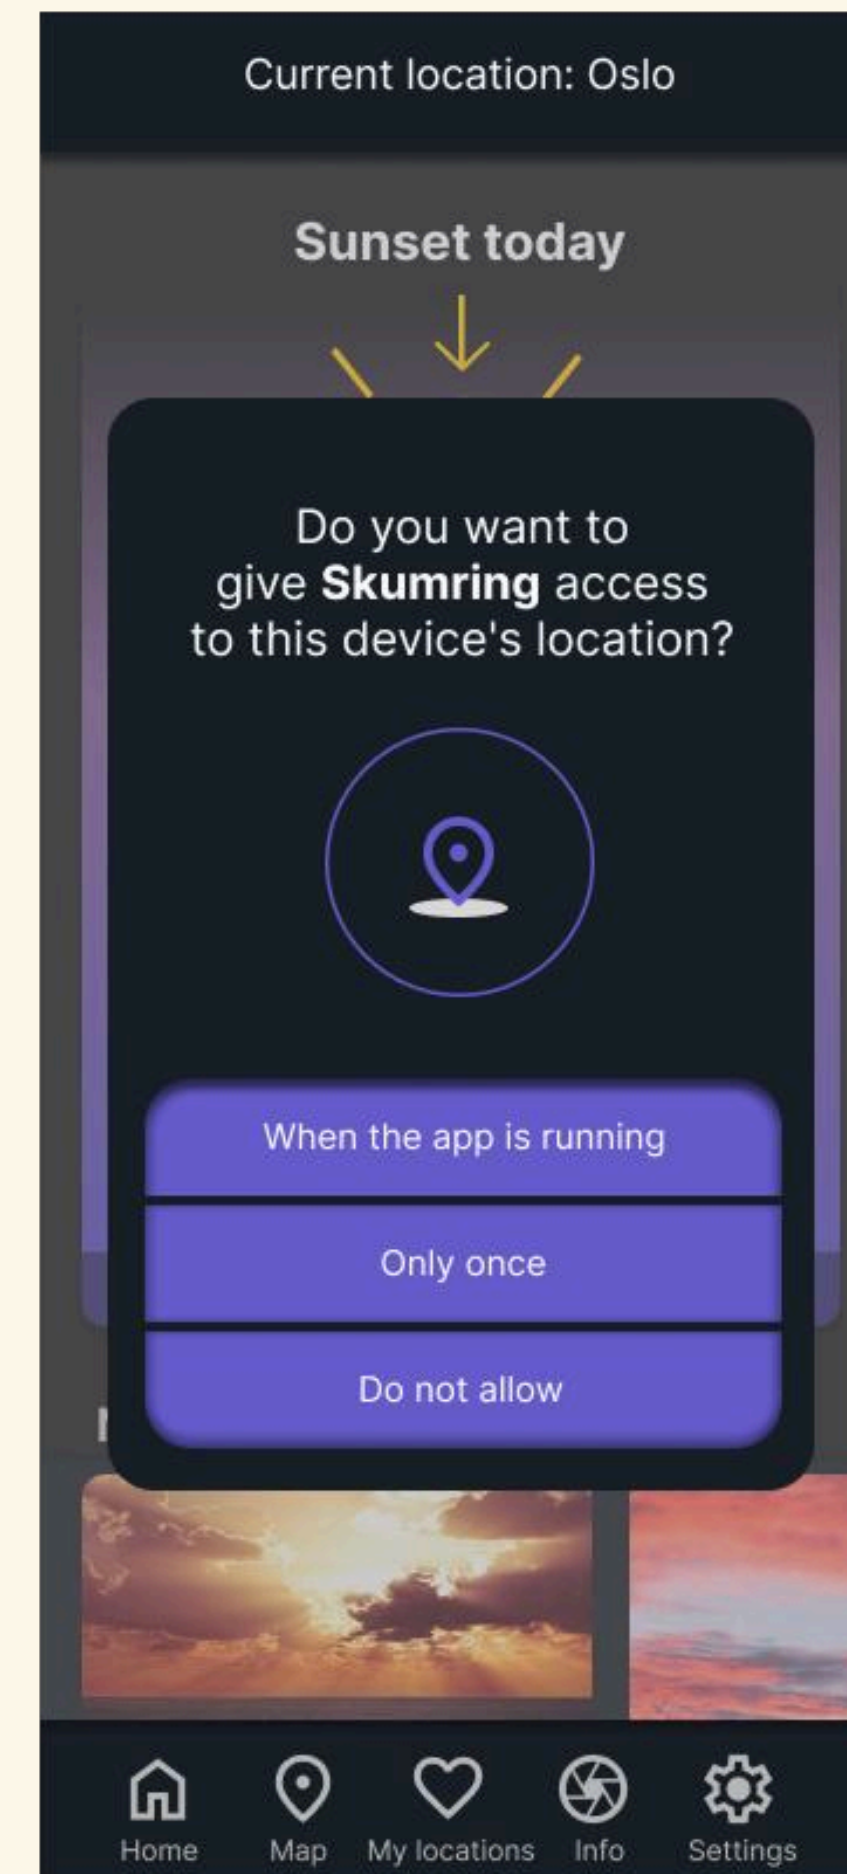 Current location: Oslo
Sunset today
Do you want to
give Skumring access
to this device's location?
When the app is running
Only once
Do not allow
Home
Map
My locations
Info
Settings